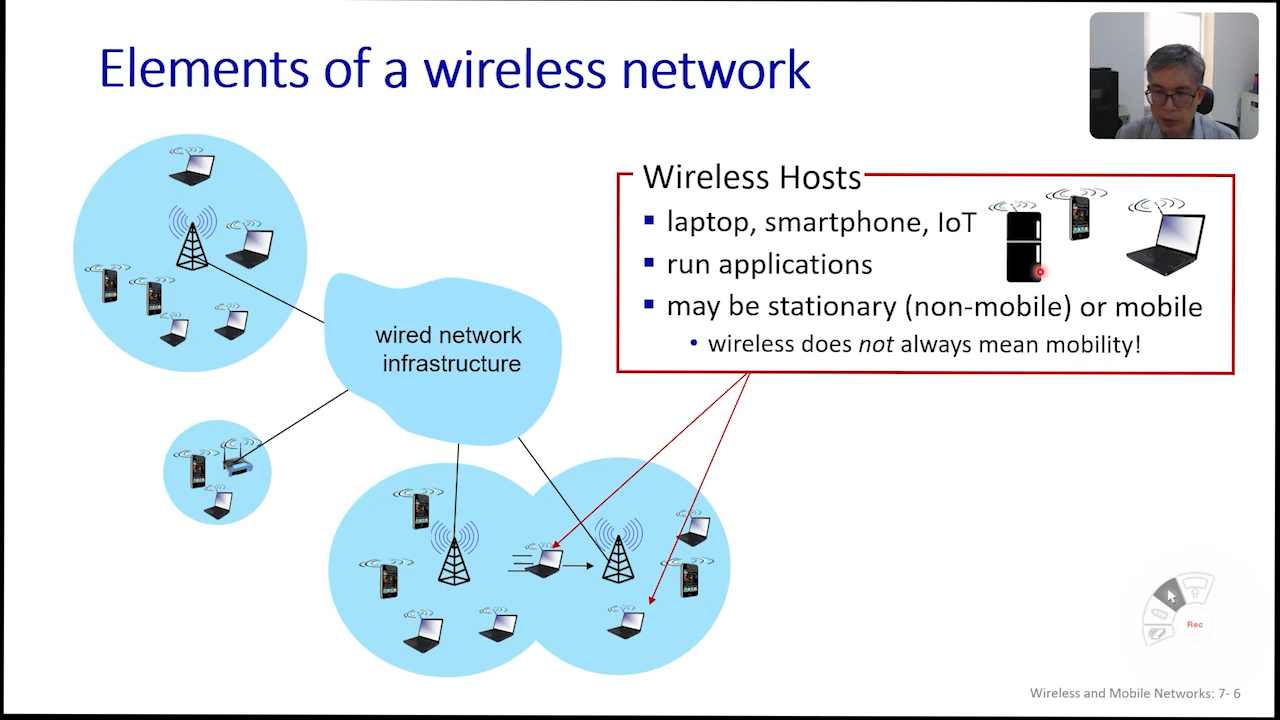 Elements of a wireless network
Wireless Hosts
laptop, smartphone, IoT
run applications
may be stationary (non-mobile) or mobile
wireless does not always mean mobility!
wired network
infrastructure
Rec
Wireless and Mobile Networks: 7- 6